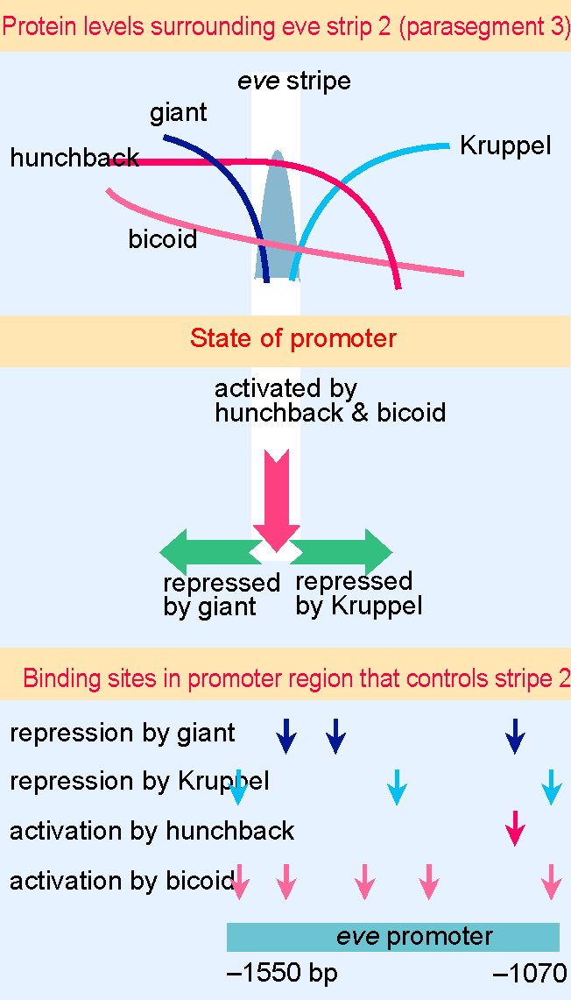 Protein levels surrounding eve strip 2 (parasegment 3)
eve stripe
giant
hunchback
Kruppel
bicoid
State of promoter
activated by
hunchback & bicoid
repressed
by giant
repressed
by Kruppel
Binding sites in promoter region that controls stripe 2
repression by giant
repression by Kruppel
activation by hunchback
activation by bicoid
eve promoter
–1550 bp
–1070